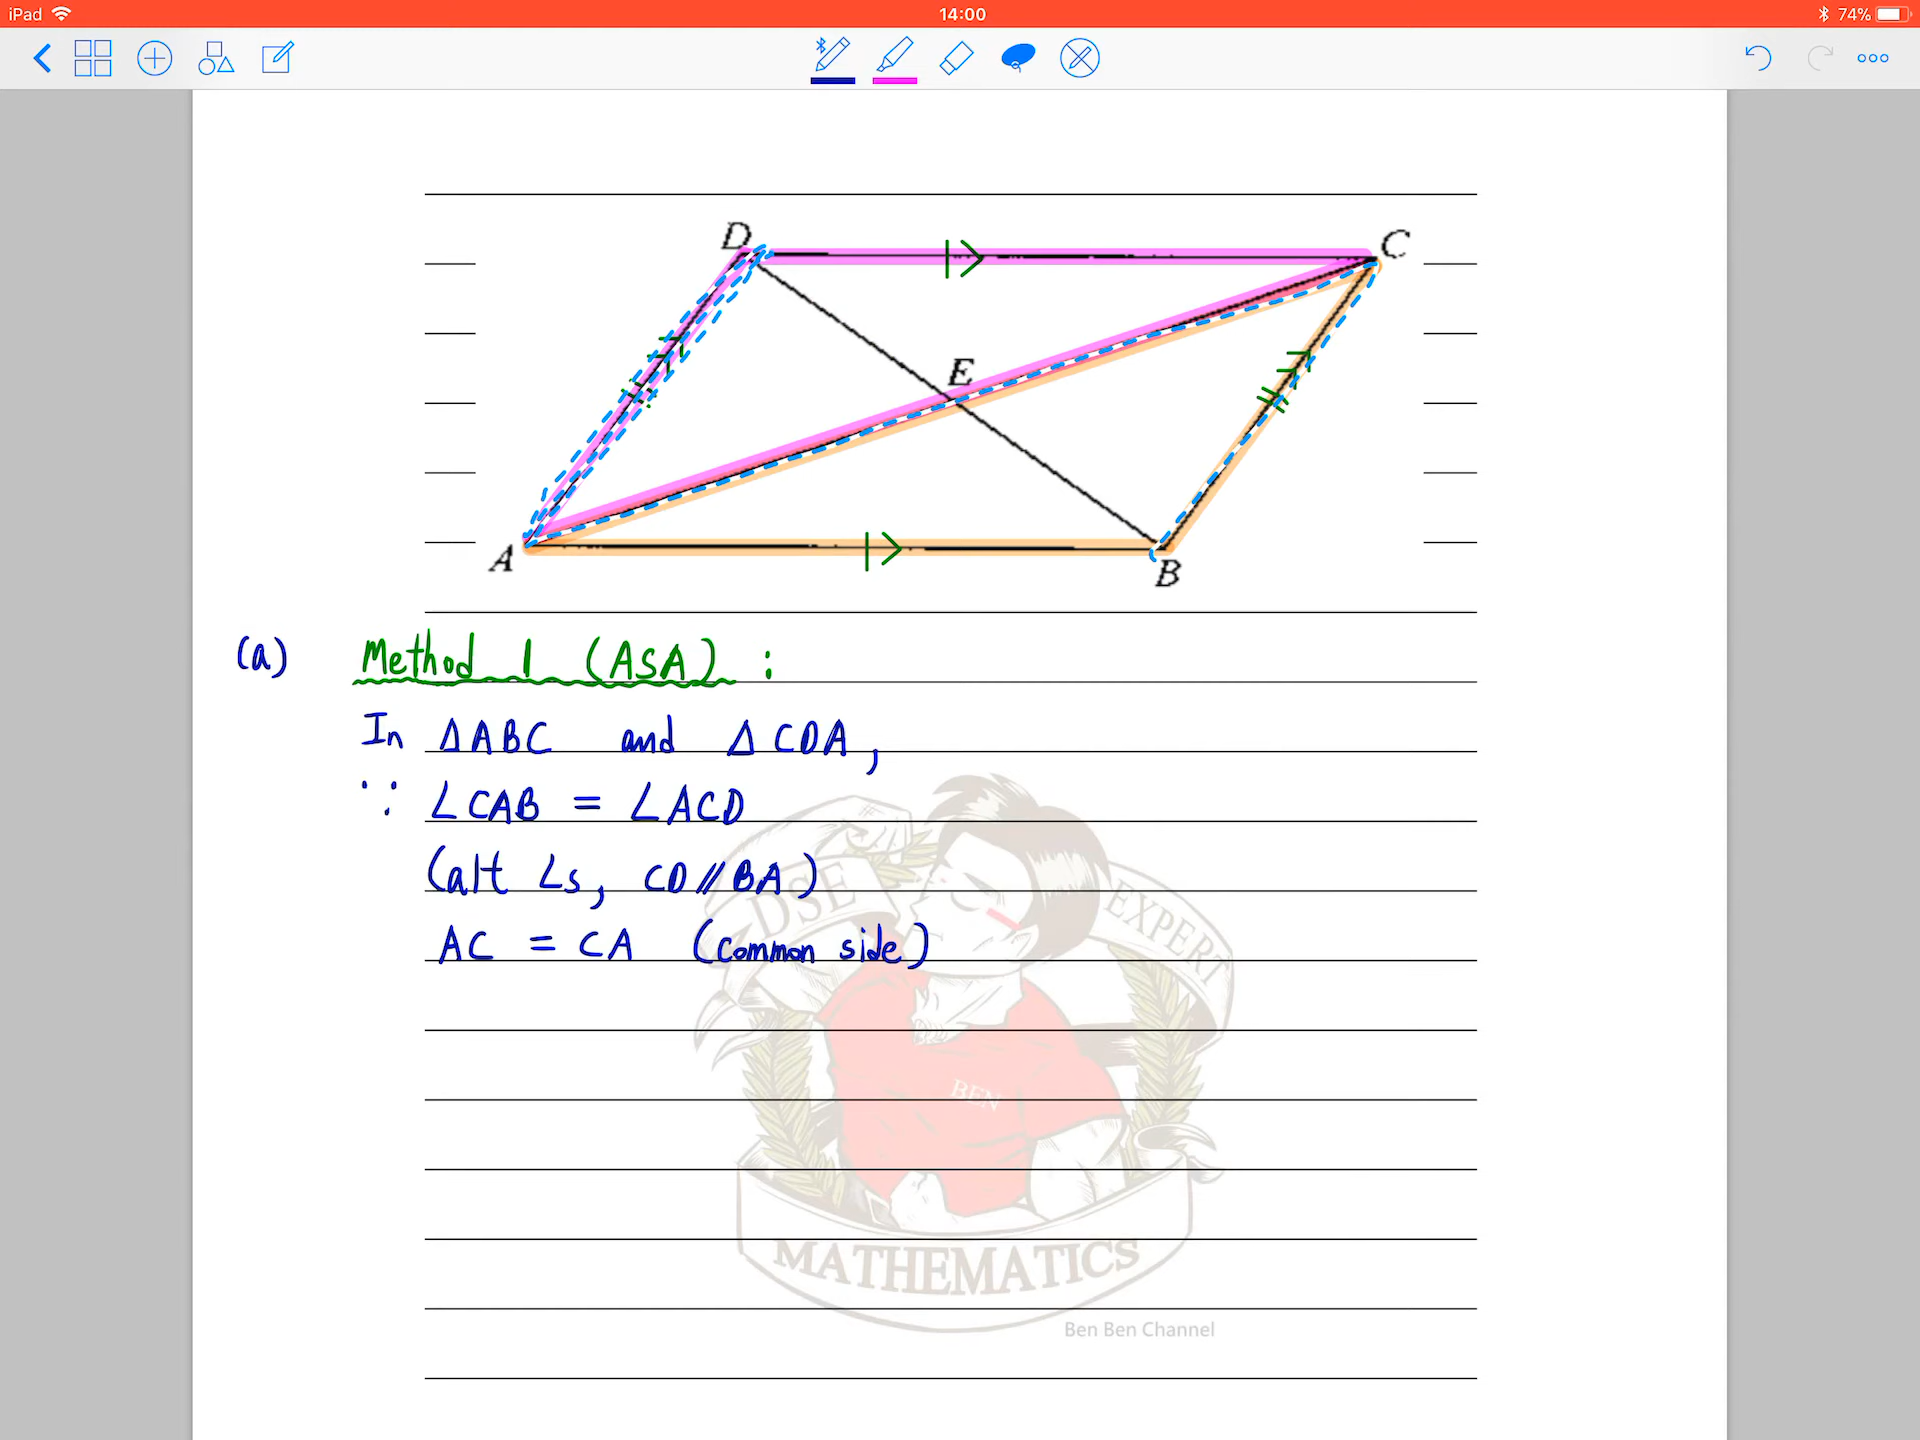 iPad 14:00 74%
D C
E
A B
(a) Method 1 (ASA) :
In ΔABC and ΔCDA,
∵ ∠CAB = ∠ACD
(alt ∠s, CD//BA)
AC = CA (common side)
DSE EXPERT
BEN
MATHEMATICS
Ben Ben Channel